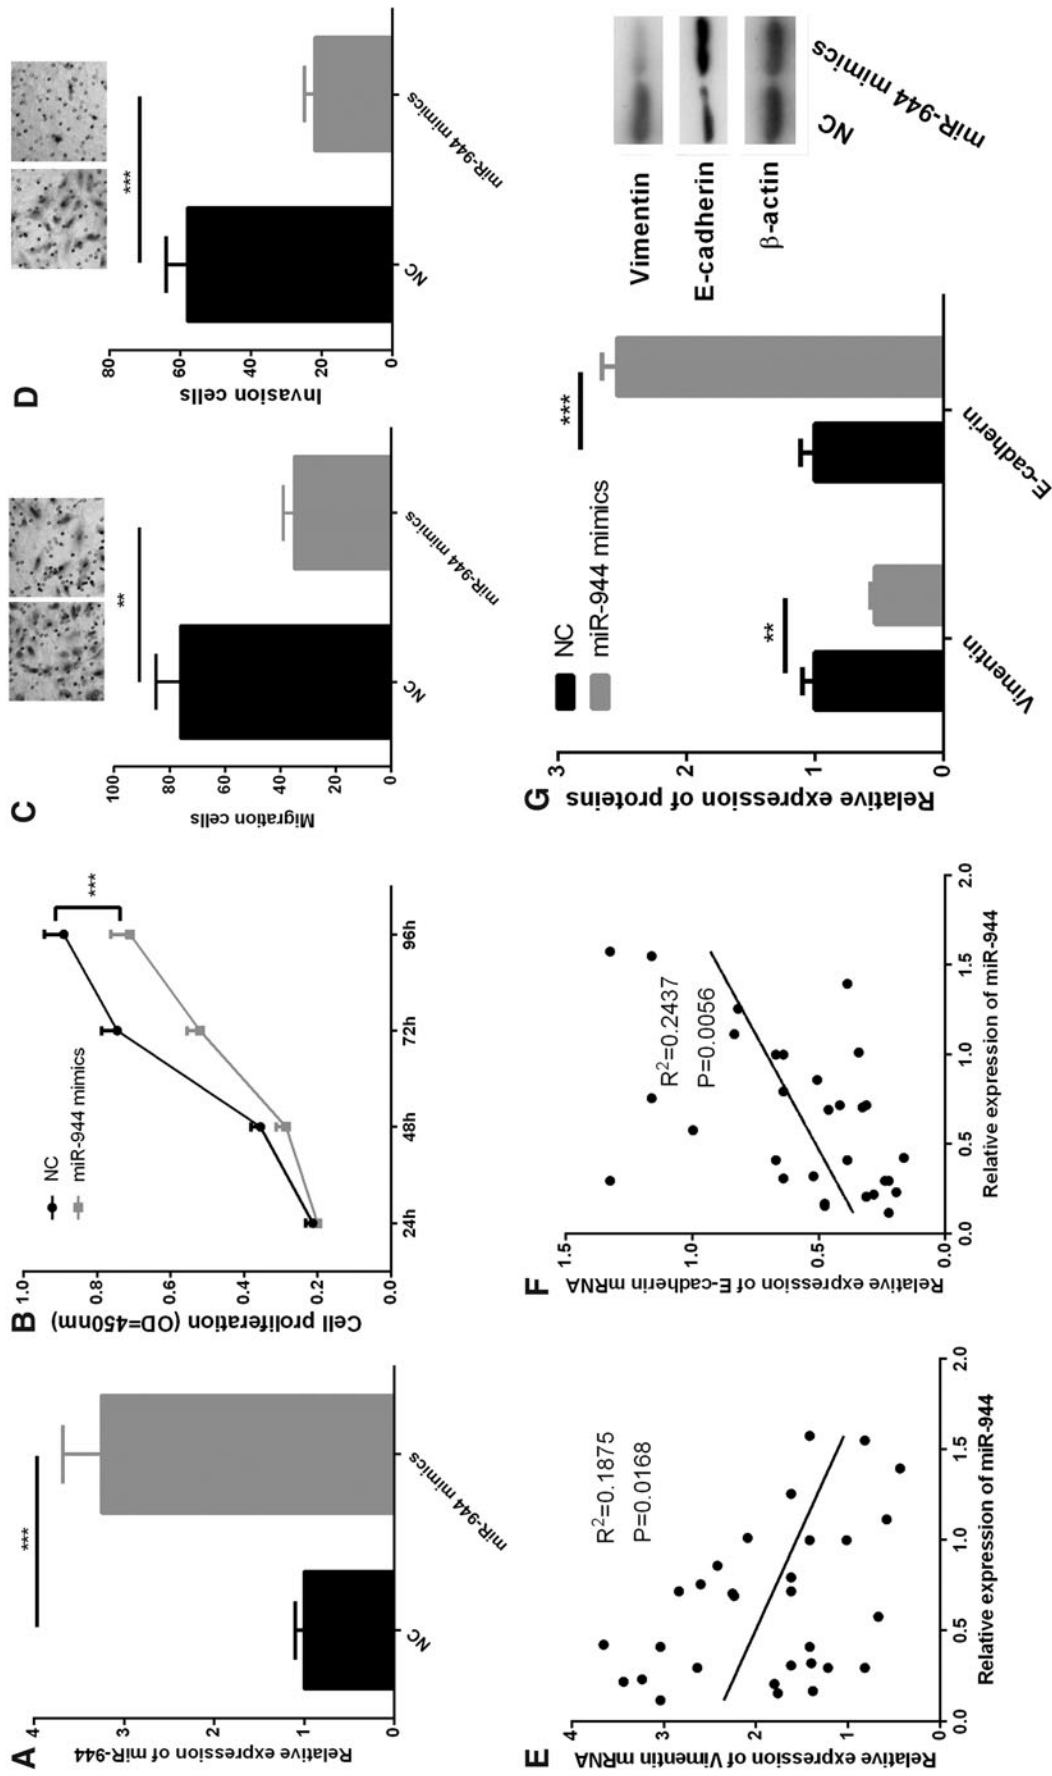 A
Relative expression of miR-944
4
3
2
1
0
***
NC
miR-944 mimics
B
Cell proliferation (OD=450nm)
1.0
0.8
0.6
0.4
0.2
0
NC
miR-944 mimics
***
24h
48h
72h
96h
C
Migration cells
100
80
60
40
20
0
**
NC
miR-944 mimics
D
Invasion cells
80
60
40
20
0
***
NC
miR-944 mimics
E
Relative expression of Vimentin mRNA
4
3
2
1
0
R²=0.1875
P=0.0168
0.0
0.5
1.0
1.5
2.0
Relative expression of miR-944
F
Relative expression of E-cadherin mRNA
1.5
1.0
0.5
0.0
R²=0.2437
P=0.0056
0.0
0.5
1.0
1.5
2.0
Relative expression of miR-944
G
Relative expression of proteins
3
2
1
0
NC
miR-944 mimics
**
***
Vimentin
E-cadherin
Vimentin
E-cadherin
β-actin
NC
miR-944 mimics